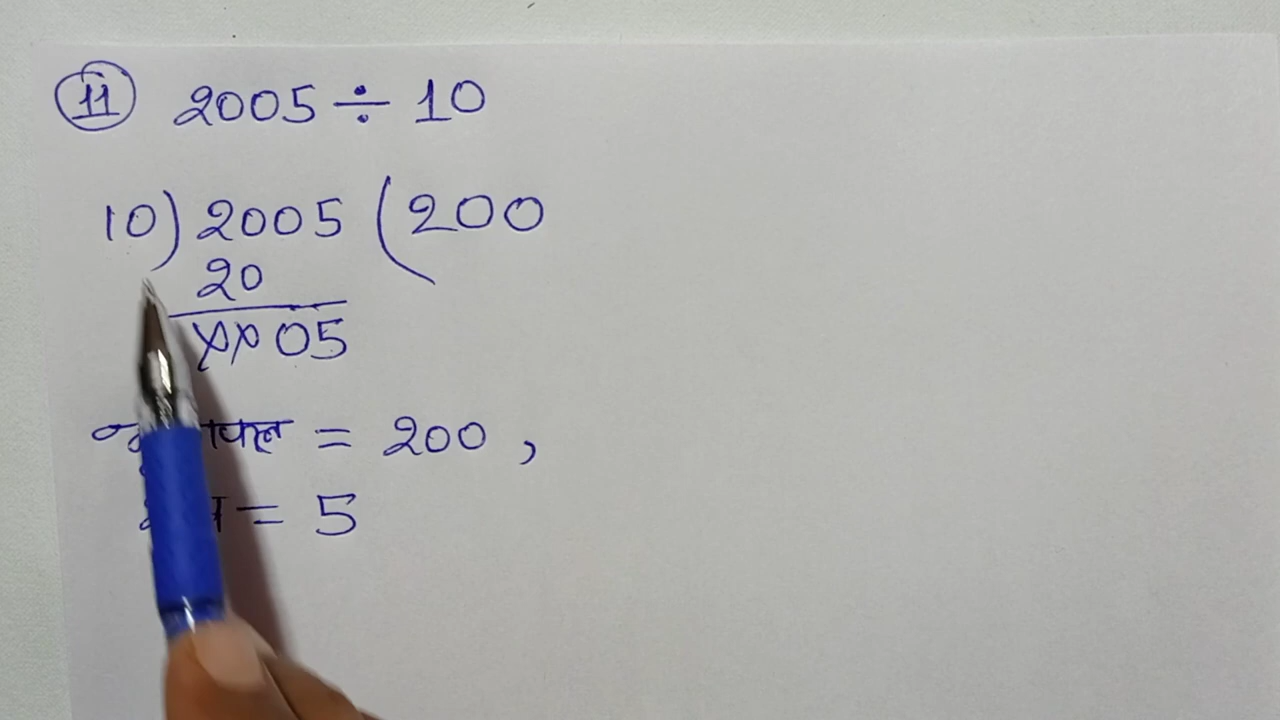 11 2005 ÷ 10
10 ) 2005 ( 200
20
××05
= 200 ,
= 5